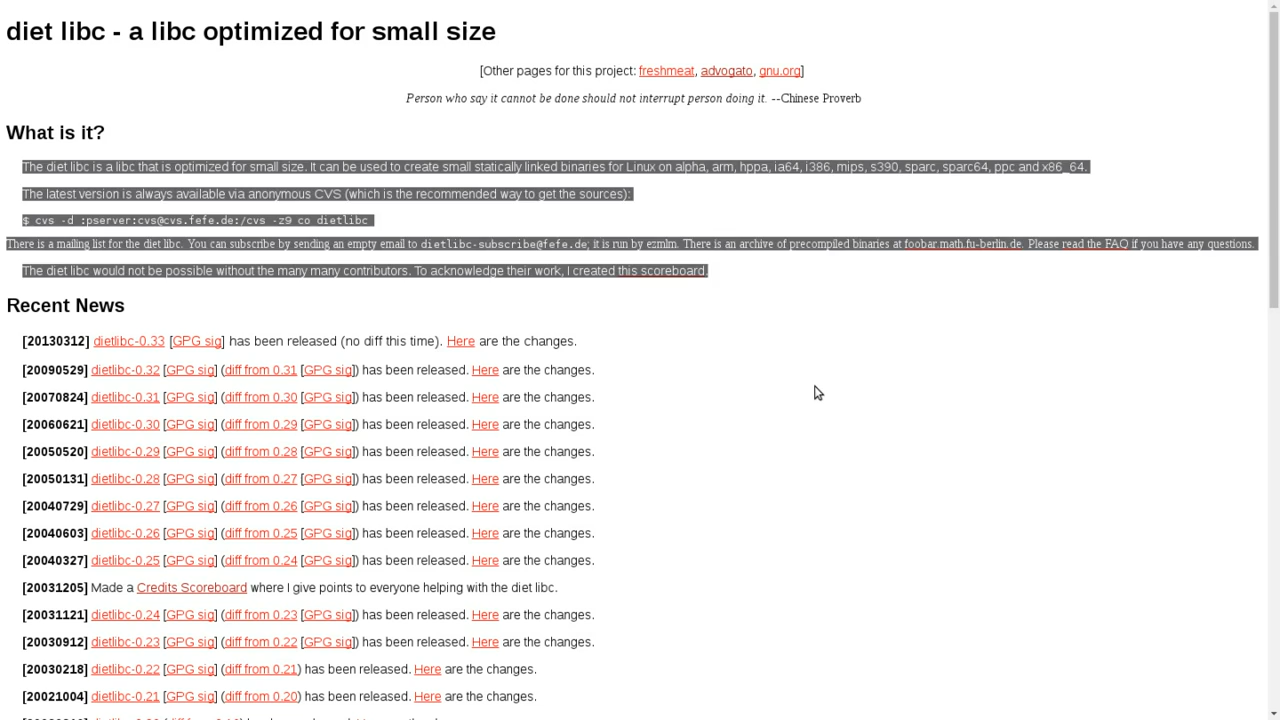 diet libc - a libc optimized for small size
[Other pages for this project: freshmeat, advogato, gnu.org]
Person who say it cannot be done should not interrupt person doing it. --Chinese Proverb
What is it?
The diet libc is a libc that is optimized for small size. It can be used to create small statically linked binaries for Linux on alpha, arm, hppa, ia64, i386, mips, s390, sparc, sparc64, ppc and x86_64.
The latest version is always available via anonymous CVS (which is the recommended way to get the sources):
$ cvs -d :pserver:cvs@cvs.fefe.de:/cvs -z9 co dietlibc
There is a mailing list for the diet libc. You can subscribe by sending an empty email to dietlibc-subscribe@fefe.de; it is run by ezmlm. There is an archive of precompiled binaries at foobar.math.fu-berlin.de. Please read the FAQ if you have any questions.
The diet libc would not be possible without the many many contributors. To acknowledge their work, I created this scoreboard.
Recent News
[20130312] dietlibc-0.33 [GPG sig] has been released (no diff this time). Here are the changes.
[20090529] dietlibc-0.32 [GPG sig] (diff from 0.31 [GPG sig]) has been released. Here are the changes.
[20070824] dietlibc-0.31 [GPG sig] (diff from 0.30 [GPG sig]) has been released. Here are the changes.
[20060621] dietlibc-0.30 [GPG sig] (diff from 0.29 [GPG sig]) has been released. Here are the changes.
[20050520] dietlibc-0.29 [GPG sig] (diff from 0.28 [GPG sig]) has been released. Here are the changes.
[20050131] dietlibc-0.28 [GPG sig] (diff from 0.27 [GPG sig]) has been released. Here are the changes.
[20040729] dietlibc-0.27 [GPG sig] (diff from 0.26 [GPG sig]) has been released. Here are the changes.
[20040603] dietlibc-0.26 [GPG sig] (diff from 0.25 [GPG sig]) has been released. Here are the changes.
[20040327] dietlibc-0.25 [GPG sig] (diff from 0.24 [GPG sig]) has been released. Here are the changes.
[20031205] Made a Credits Scoreboard where I give points to everyone helping with the diet libc.
[20031121] dietlibc-0.24 [GPG sig] (diff from 0.23 [GPG sig]) has been released. Here are the changes.
[20030912] dietlibc-0.23 [GPG sig] (diff from 0.22 [GPG sig]) has been released. Here are the changes.
[20030218] dietlibc-0.22 [GPG sig] (diff from 0.21) has been released. Here are the changes.
[20021004] dietlibc-0.21 [GPG sig] (diff from 0.20) has been released. Here are the changes.